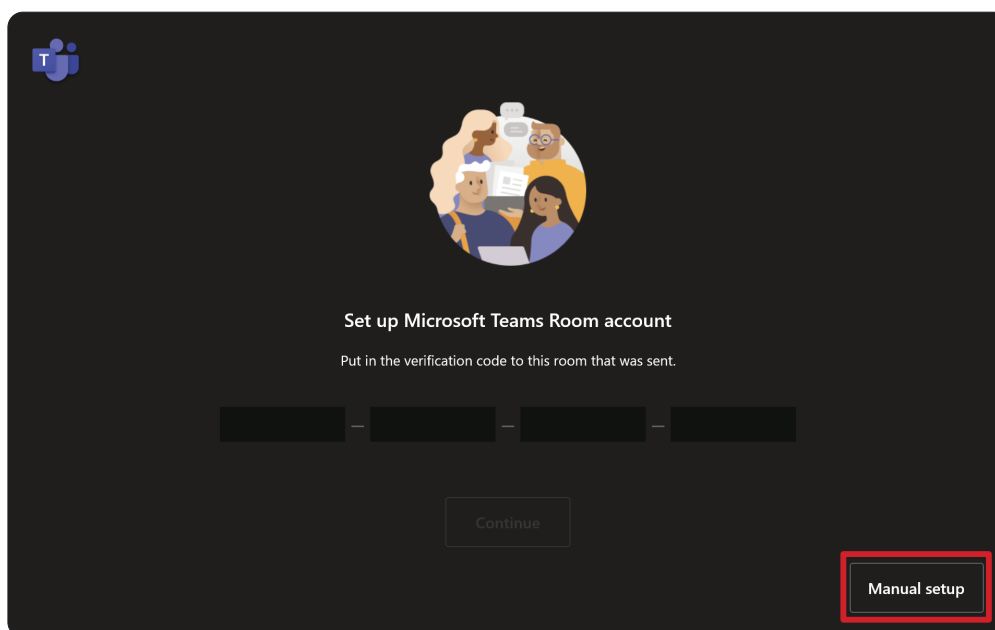 T
Set up Microsoft Teams Room account
Put in the verification code to this room that was sent.
Continue
Manual setup